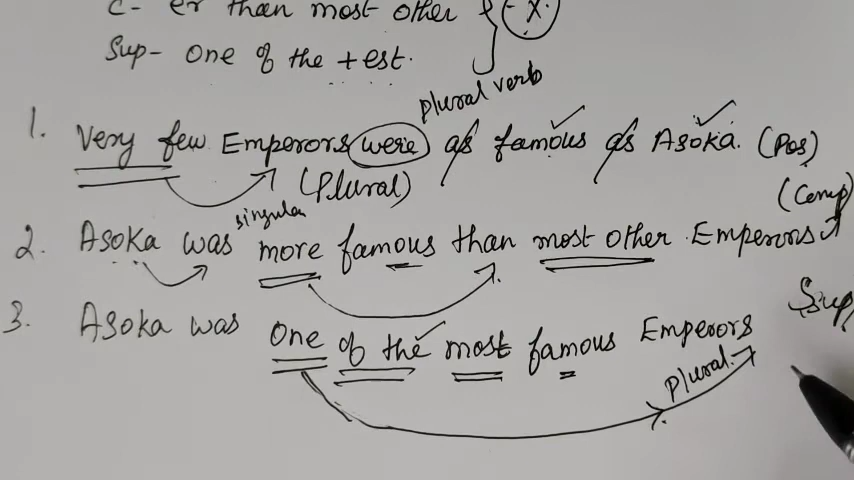 C- er than most other } - X.
Sup- One of the + est.
plural verb
1. Very few Emperors were as famous as Asoka. (Pos)
(Plural)
(Comp)
singular
2. Asoka was more famous than most other Emperors
3. Asoka was One of the most famous Emperors
Sup
Plural.